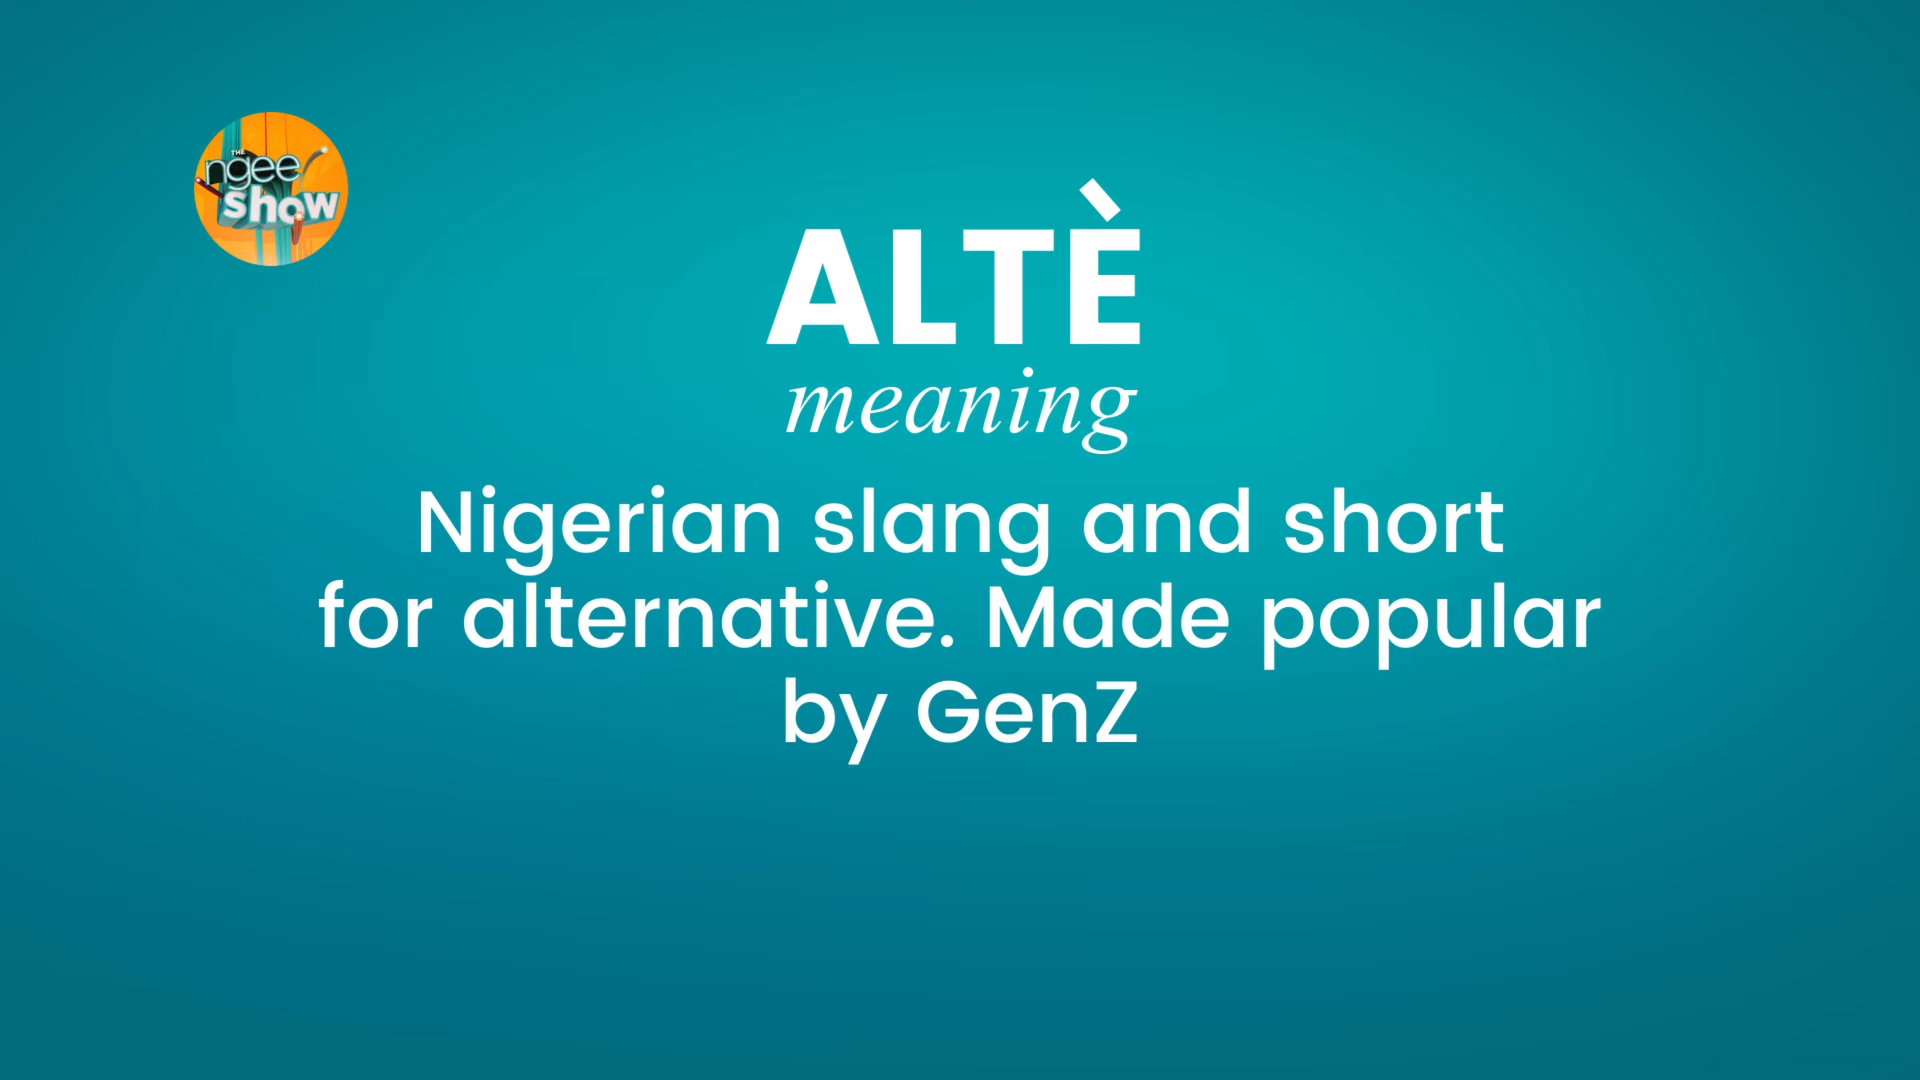 THE
ngee
show
ALTÈ
meaning
Nigerian slang and short
for alternative. Made popular
by GenZ